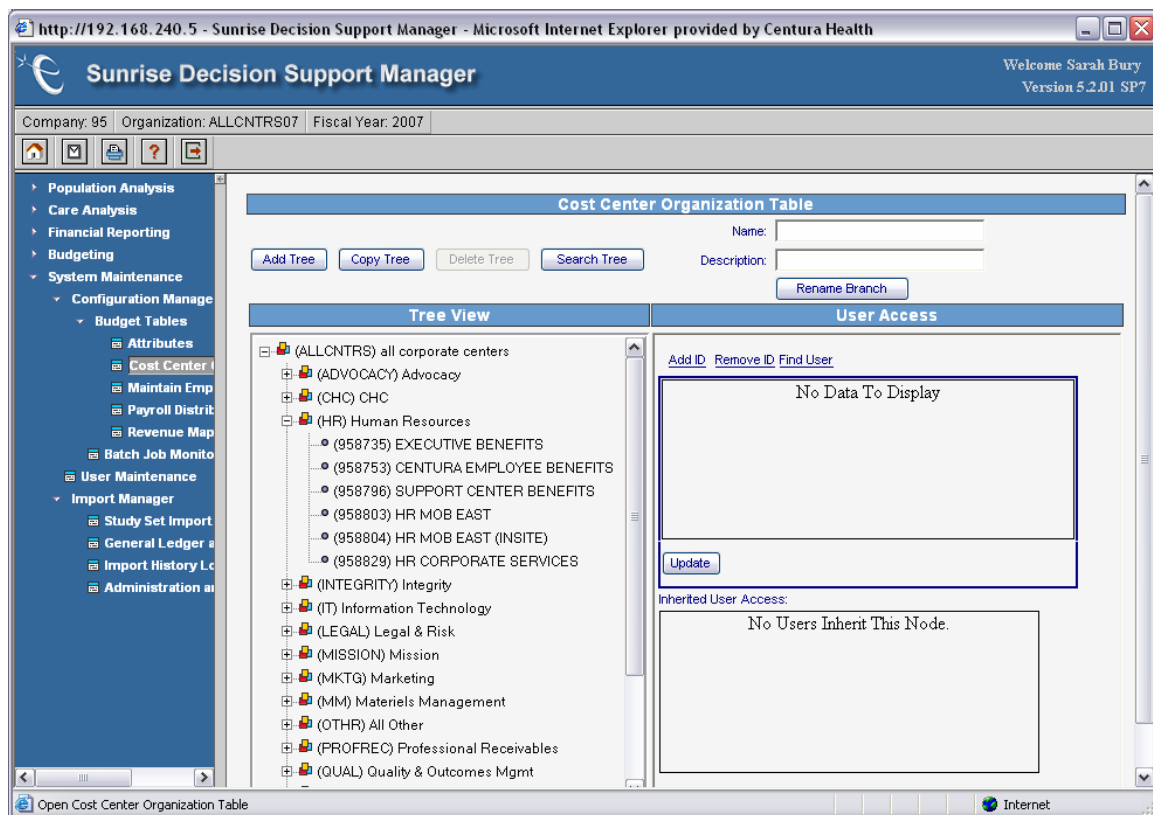 http://192.168.240.5 - Sunrise Decision Support Manager - Microsoft Internet Explorer provided by Centura Health
Sunrise Decision Support Manager
Welcome Sarah Bury
Version 5.2.01 SP7
Company: 95 Organization: ALLCNTRS07 Fiscal Year: 2007
Population Analysis
Care Analysis
Financial Reporting
Budgeting
System Maintenance
Configuration Manage
Budget Tables
Attributes
Cost Center
Maintain Emp
Payroll Distrib
Revenue Map
Batch Job Monito
User Maintenance
Import Manager
Study Set Import
General Ledger a
Import History Lo
Administration a
Cost Center Organization Table
Name:
Add Tree Copy Tree Delete Tree Search Tree Description:
Rename Branch
Tree View
(ALLCNTRS) all corporate centers
(ADVOCACY) Advocacy
(CHC) CHC
(HR) Human Resources
(958735) EXECUTIVE BENEFITS
(958753) CENTURA EMPLOYEE BENEFITS
(958796) SUPPORT CENTER BENEFITS
(958803) HR MOB EAST
(958804) HR MOB EAST (INSITE)
(958829) HR CORPORATE SERVICES
(INTEGRITY) Integrity
(IT) Information Technology
(LEGAL) Legal & Risk
(MISSION) Mission
(MKTG) Marketing
(MM) Materiels Management
(OTHR) All Other
(PROFREC) Professional Receivables
(QUAL) Quality & Outcomes Mgmt
User Access
Add ID Remove ID Find User
No Data To Display
Update
Inherited User Access:
No Users Inherit This Node.
Open Cost Center Organization Table
Internet